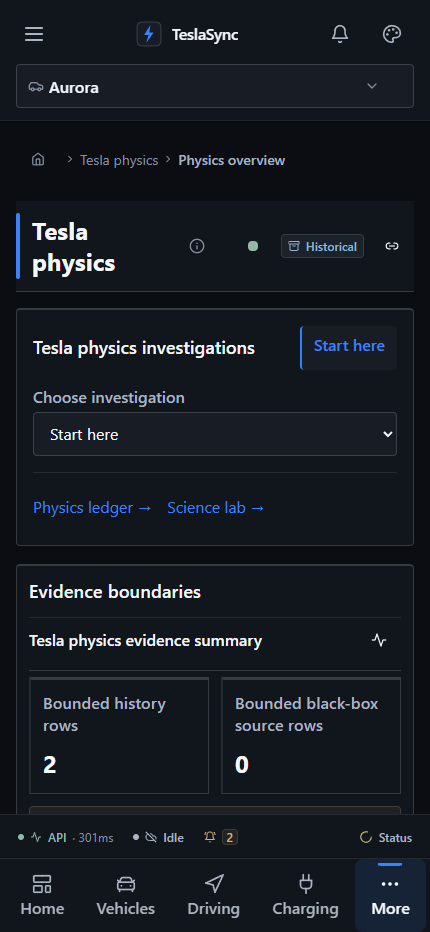 TeslaSync
Aurora
Tesla physics
Physics overview
Tesla
physics
Historical
Tesla physics investigations
Start here
Choose investigation
Start here
Physics ledger →
Science lab →
Evidence boundaries
Tesla physics evidence summary
Bounded history
rows
2
Bounded black-box
source rows
0
API · 301ms
Idle
2
Status
Home
Vehicles
Driving
Charging
More